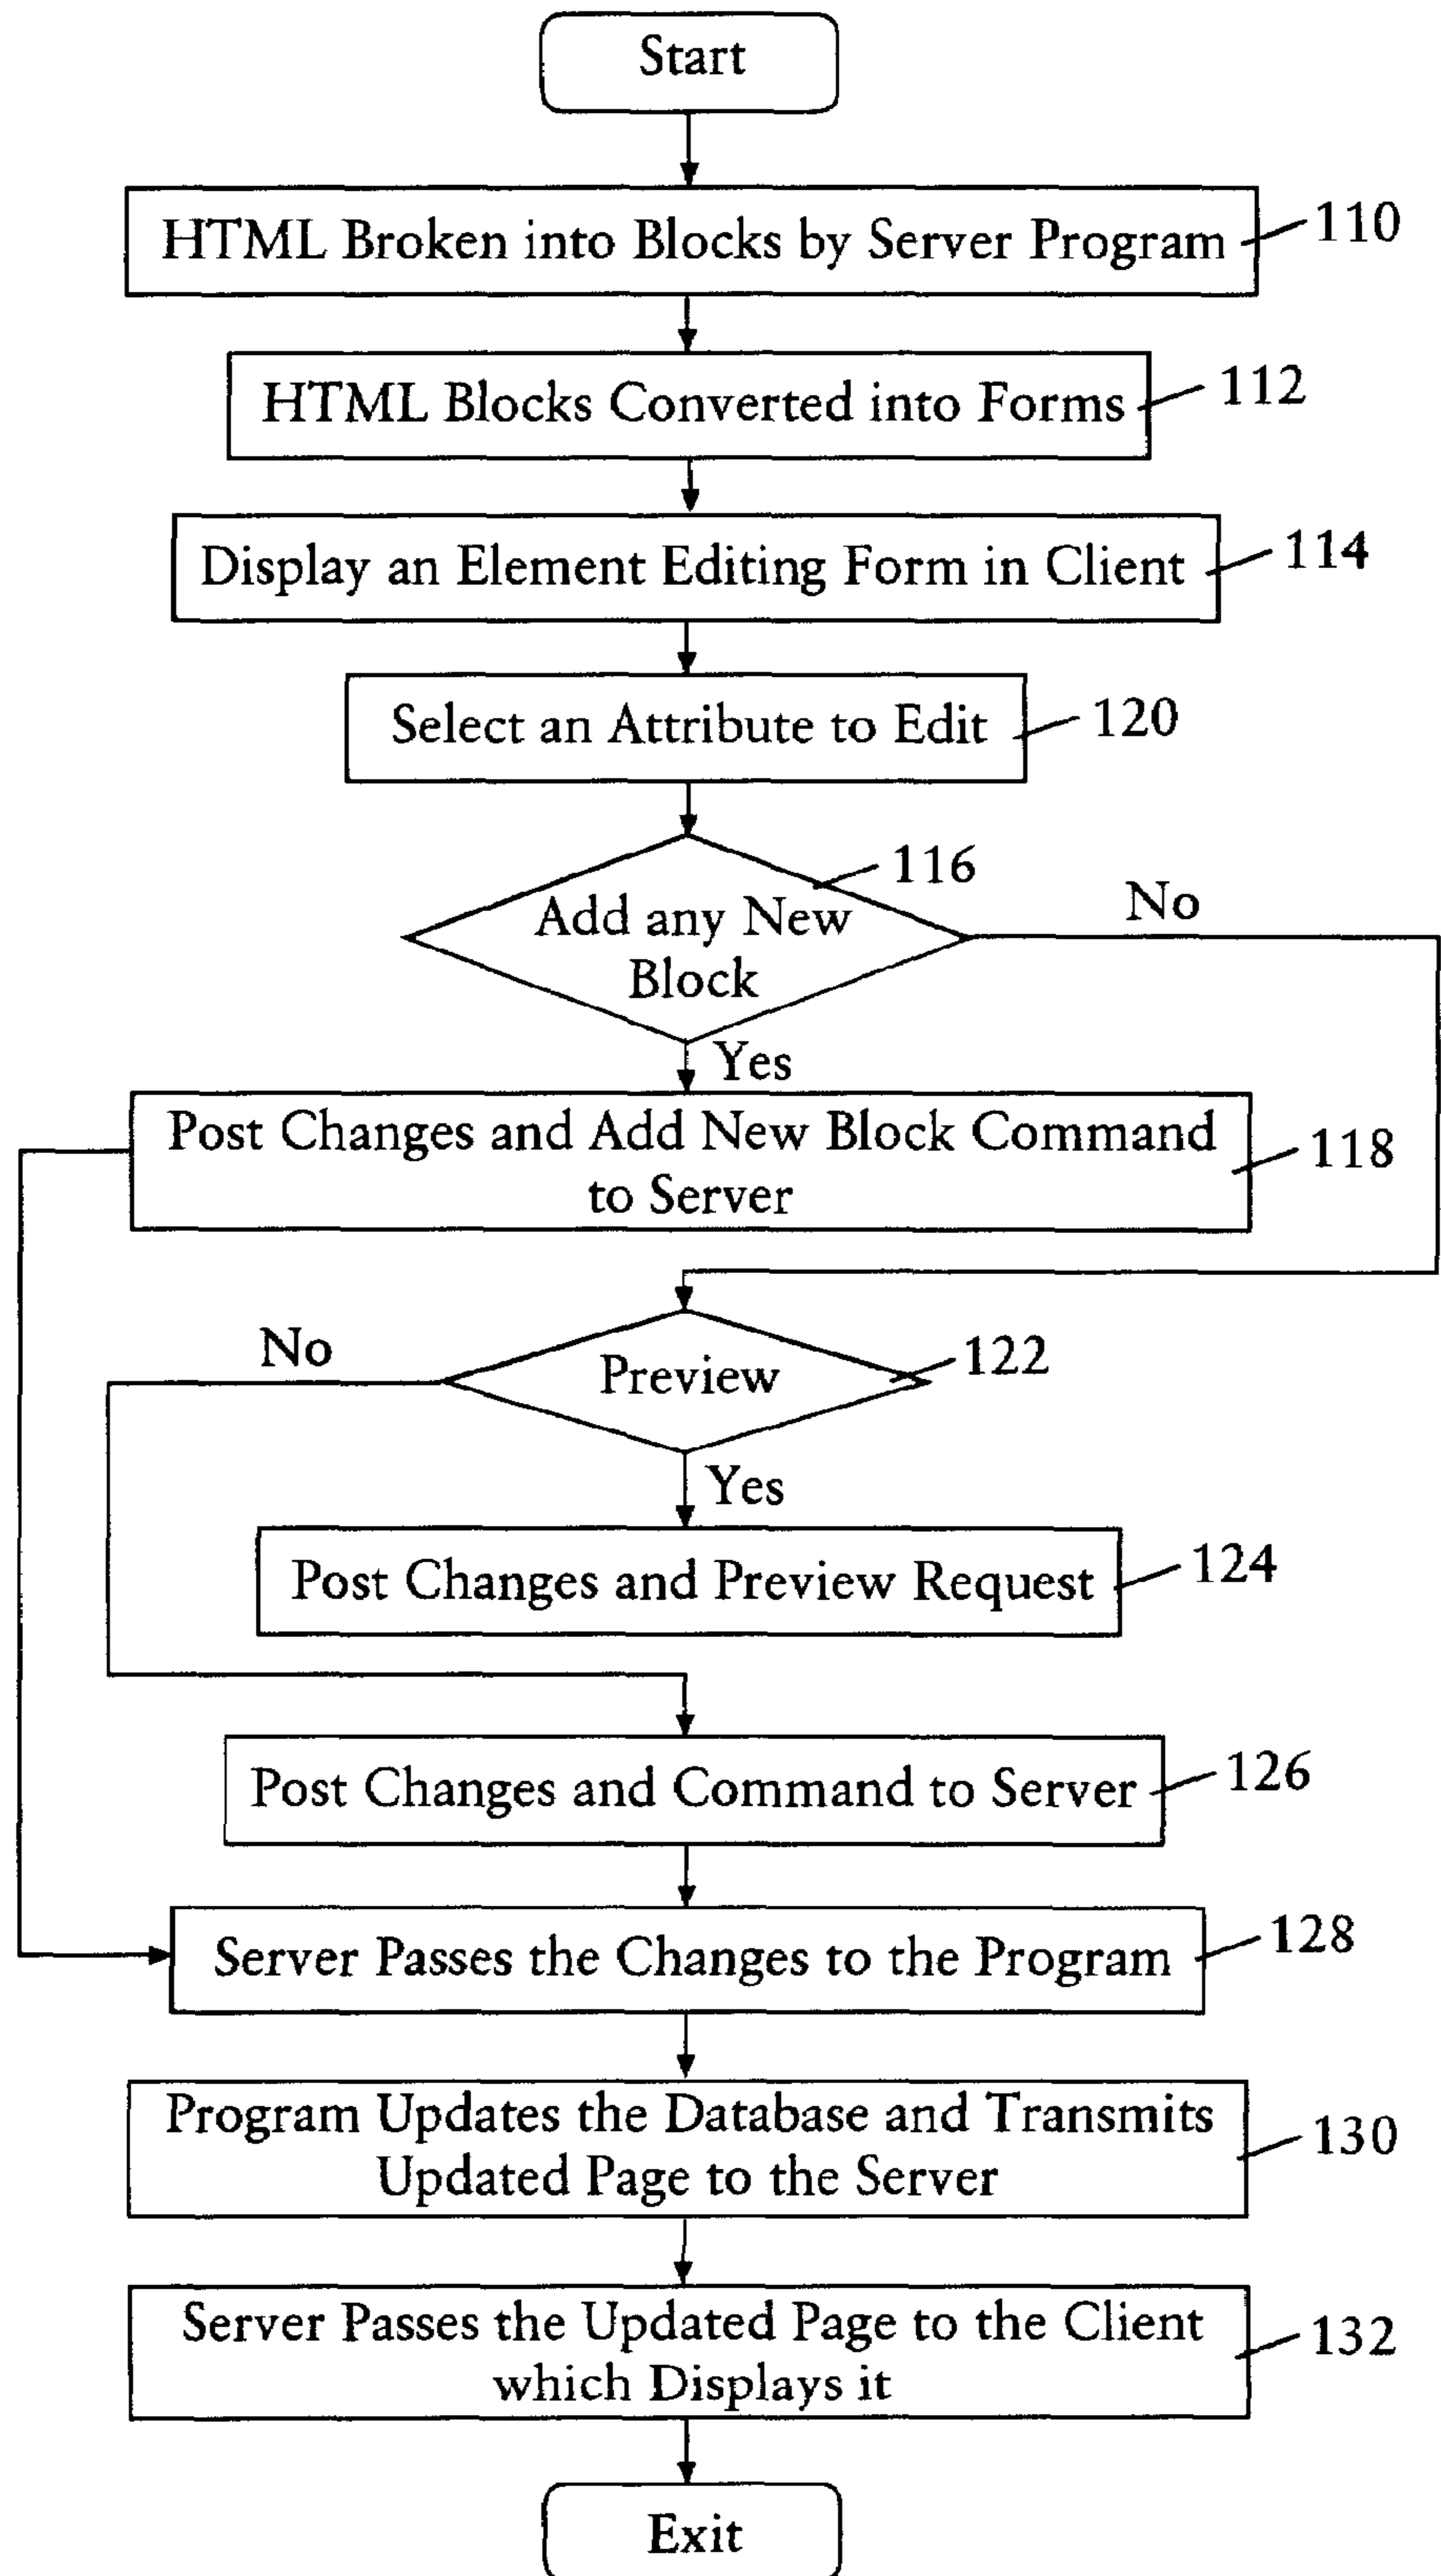 Start
HTML Broken into Blocks by Server Program
110
HTML Blocks Converted into Forms
112
Display an Element Editing Form in Client
114
Select an Attribute to Edit
120
116
Add any New
Block
No
Yes
Post Changes and Add New Block Command
to Server
118
No
Preview
122
Yes
Post Changes and Preview Request
124
Post Changes and Command to Server
126
Server Passes the Changes to the Program
128
Program Updates the Database and Transmits
Updated Page to the Server
130
Server Passes the Updated Page to the Client
which Displays it
132
Exit